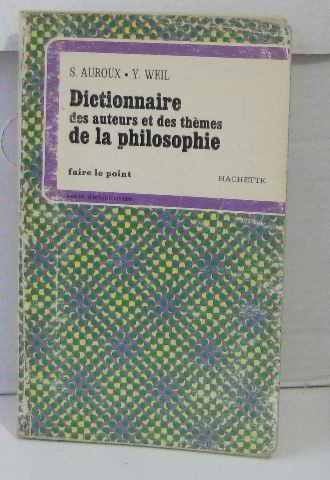 S. AUROUX • Y. WEIL
Dictionnaire
des auteurs et des thèmes
de la philosophie
faire le point
HACHETTE